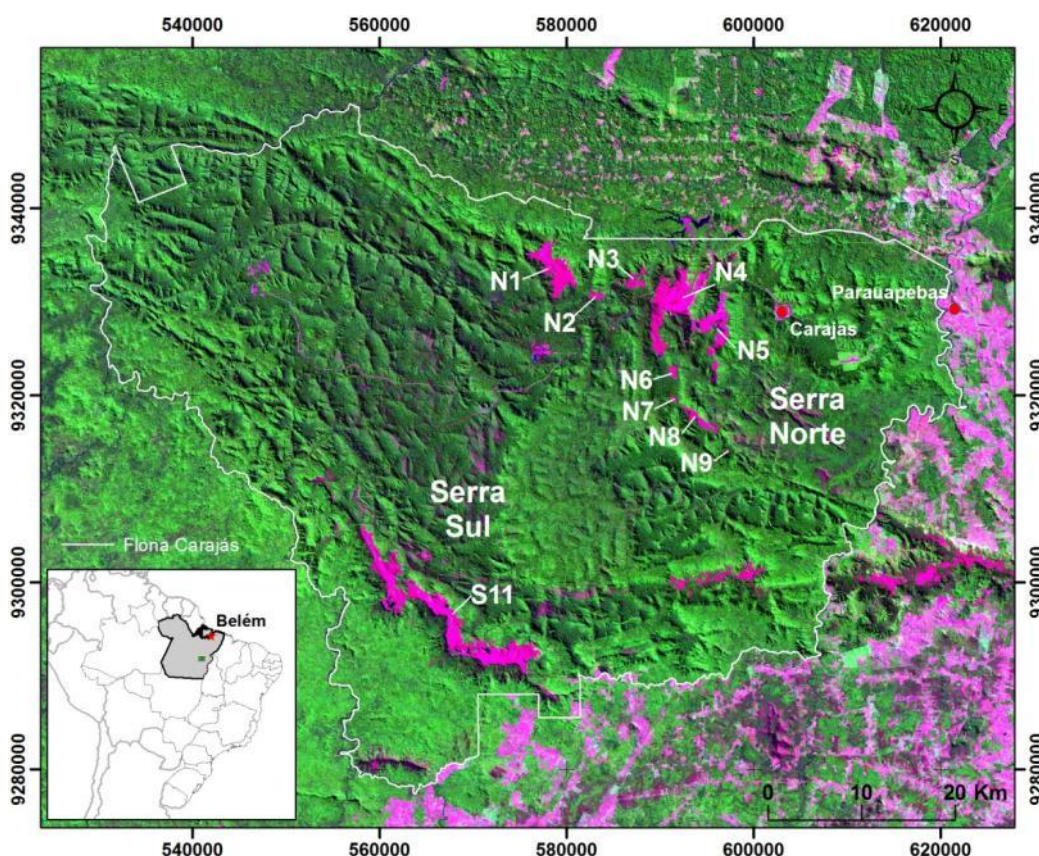 540000 560000 580000 600000 620000
N
E
S
9340000 9340000
N1
N3
N4
N2
Parauapebas
Carajás
N5
N6
9320000 9320000
N7
N8
Serra
Norte
N9
Serra
Sul
Flona Carajás
9300000 9300000
S11
Belém
9280000 9280000
0 10 20 Km
540000 560000 580000 600000 620000